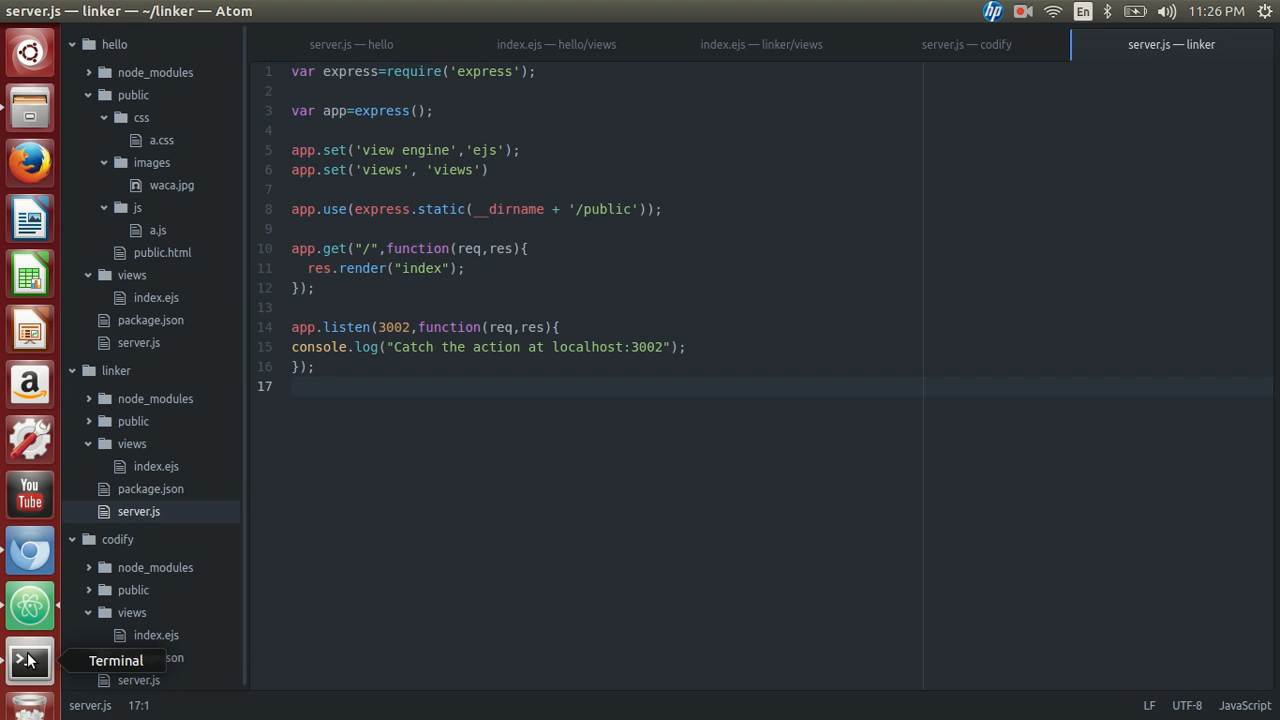 server.js — linker — ~/linker — Atom
En
11:26 PM
hello
node_modules
public
css
a.css
images
waca.jpg
js
a.js
public.html
views
index.ejs
package.json
server.js
linker
node_modules
public
views
index.ejs
package.json
server.js
codify
node_modules
public
views
index.ejs
server.js
Terminal
You
Tube
server.js — hello
index.ejs — hello/views
index.ejs — linker/views
server.js — codify
server.js — linker
1 var express=require('express');
2
3 var app=express();
4
5 app.set('view engine','ejs');
6 app.set('views', 'views')
7
8 app.use(express.static(__dirname + '/public'));
9
10 app.get("/",function(req,res){
11 res.render("index");
12 });
13
14 app.listen(3002,function(req,res){
15 console.log("Catch the action at localhost:3002");
16 });
17
server.js 17:1
LF UTF-8 JavaScript